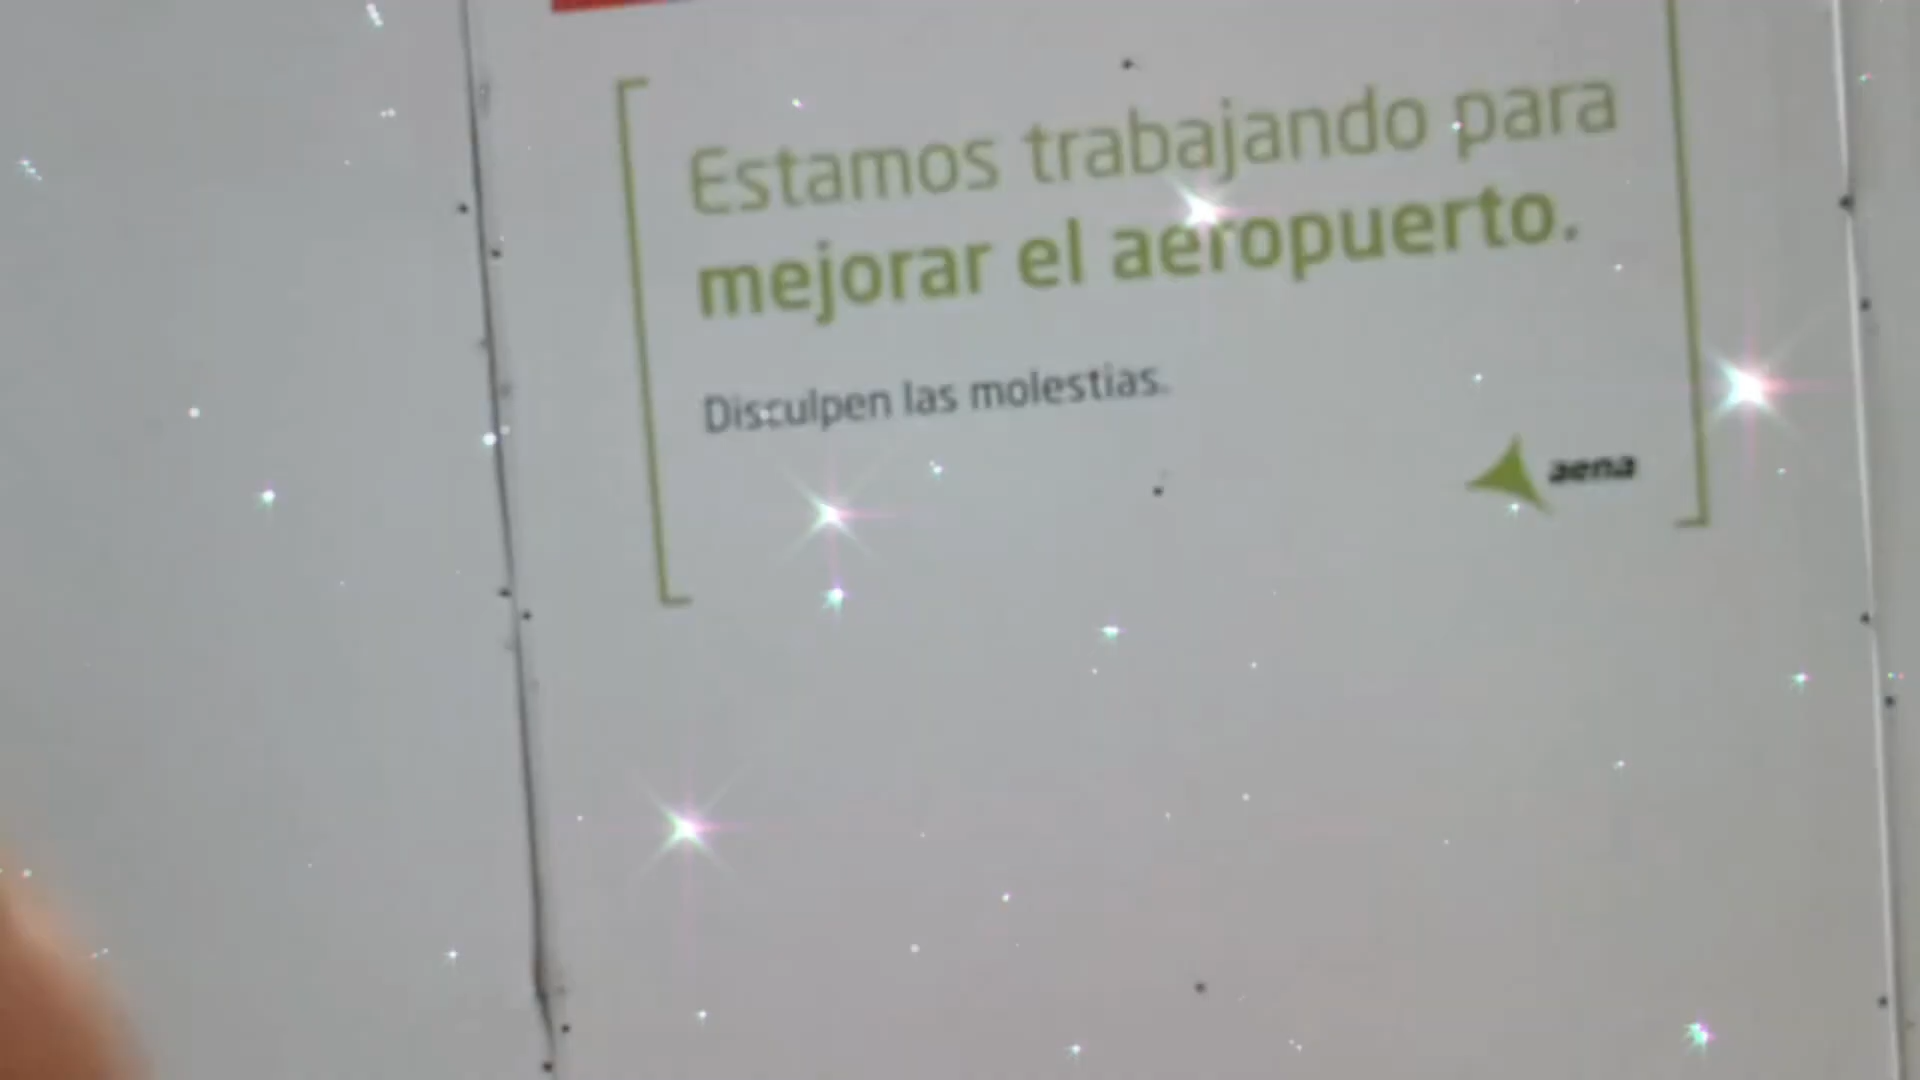 Estamos trabajando para
mejorar el aeropuerto.
Disculpen las molestias.
aena